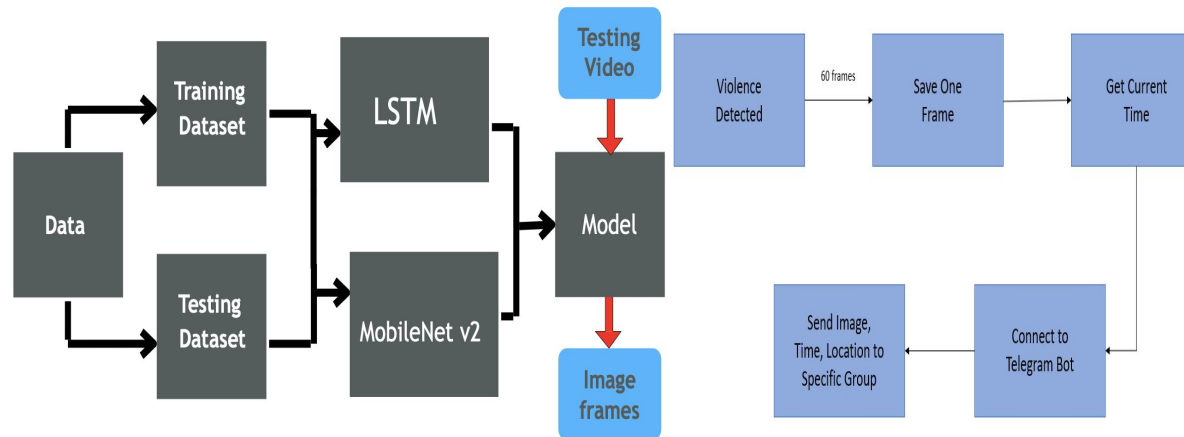 Data
Training
Dataset
Testing
Dataset
LSTM
MobileNet v2
Testing
Video
Model
Image
frames
Violence
Detected
60 frames
Save One
Frame
Get Current
Time
Connect to
Telegram Bot
Send Image,
Time, Location to
Specific Group